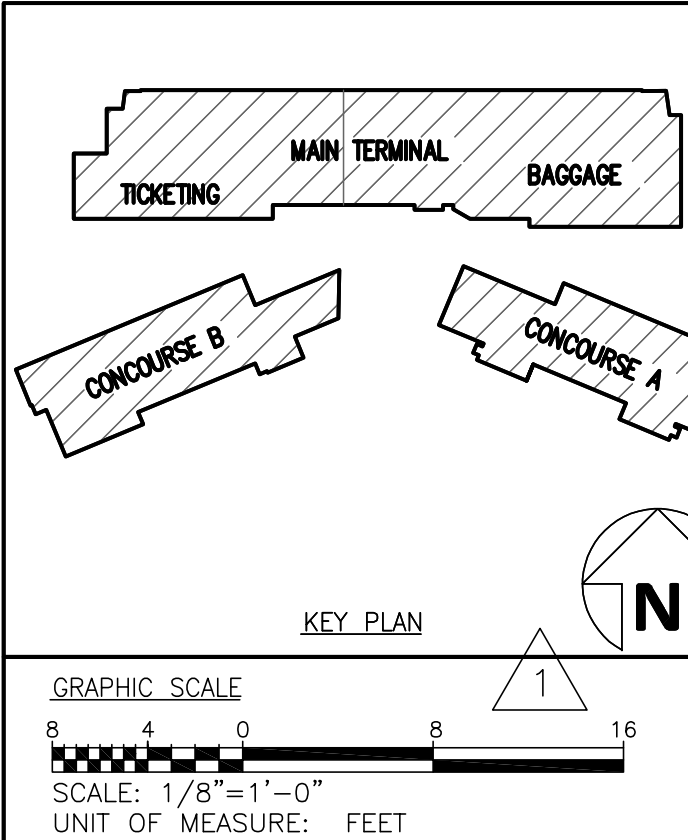 MAIN TERMINAL
BAGGAGE
TICKETING
CONCOURSE B
CONCOURSE A
N
KEY PLAN
1
GRAPHIC SCALE
8 4 0 8 16
SCALE: 1/8"=1'-0"
UNIT OF MEASURE: FEET